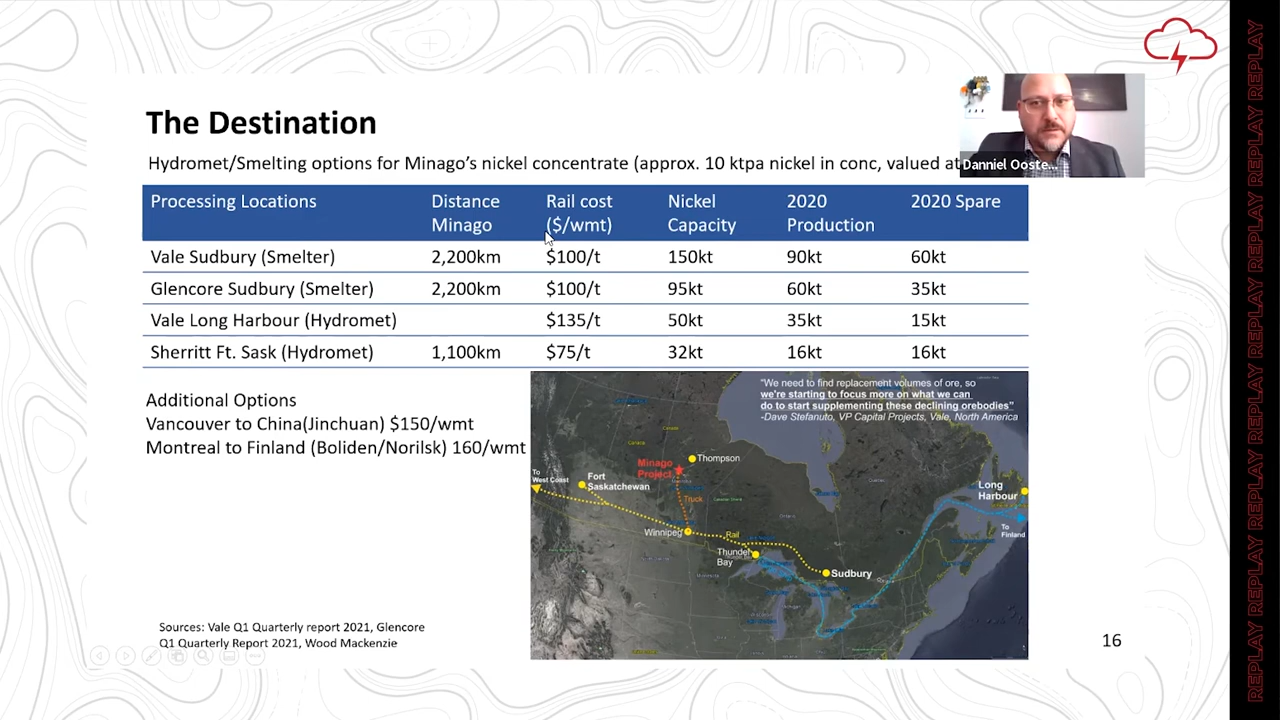 The Destination
Hydromet/Smelting options for Minago's nickel concentrate (approx. 10 ktpa nickel in conc, valued at
Danniel Ooste...
Processing Locations Distance Minago Rail cost ($/wmt) Nickel Capacity 2020 Production 2020 Spare
Vale Sudbury (Smelter) 2,200km $100/t 150kt 90kt 60kt
Glencore Sudbury (Smelter) 2,200km $100/t 95kt 60kt 35kt
Vale Long Harbour (Hydromet) $135/t 50kt 35kt 15kt
Sherritt Ft. Sask (Hydromet) 1,100km $75/t 32kt 16kt 16kt
Additional Options
Vancouver to China(Jinchuan) $150/wmt
Montreal to Finland (Boliden/Norilsk) 160/wmt
"We need to find replacement volumes of ore, so
we're starting to focus more on what we can
do to start supplementing these declining orebodies"
-Dave Stefanuto, VP Capital Projects, Vale, North America
Minago
Project
Thompson
To
West Coast
Fort
Saskatchewan
Truck
Long
Harbour
To
Finland
Winnipeg
Rail
Thunder
Bay
Sudbury
Sources: Vale Q1 Quarterly report 2021, Glencore
Q1 Quarterly Report 2021, Wood Mackenzie
16
REPLAY REPLAY REPLAY REPLAY REPLAY REPLAY REPLAY REPLAY